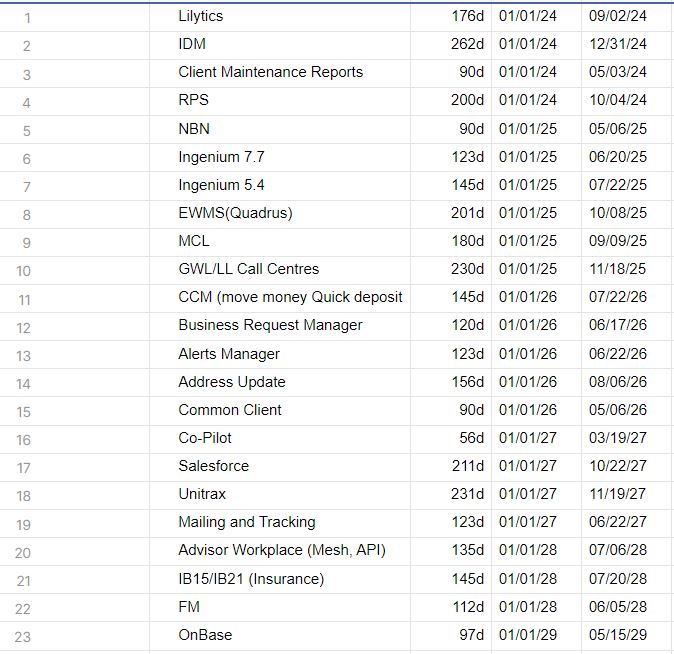 1 Lilytics 176d 01/01/24 09/02/24
2 IDM 262d 01/01/24 12/31/24
3 Client Maintenance Reports 90d 01/01/24 05/03/24
4 RPS 200d 01/01/24 10/04/24
5 NBN 90d 01/01/25 05/06/25
6 Ingenium 7.7 123d 01/01/25 06/20/25
7 Ingenium 5.4 145d 01/01/25 07/22/25
8 EWMS(Quadrus) 201d 01/01/25 10/08/25
9 MCL 180d 01/01/25 09/09/25
10 GWL/LL Call Centres 230d 01/01/25 11/18/25
11 CCM (move money Quick deposit 145d 01/01/26 07/22/26
12 Business Request Manager 120d 01/01/26 06/17/26
13 Alerts Manager 123d 01/01/26 06/22/26
14 Address Update 156d 01/01/26 08/06/26
15 Common Client 90d 01/01/26 05/06/26
16 Co-Pilot 56d 01/01/27 03/19/27
17 Salesforce 211d 01/01/27 10/22/27
18 Unitrax 231d 01/01/27 11/19/27
19 Mailing and Tracking 123d 01/01/27 06/22/27
20 Advisor Workplace (Mesh, API) 135d 01/01/28 07/06/28
21 IB15/IB21 (Insurance) 145d 01/01/28 07/20/28
22 FM 112d 01/01/28 06/05/28
23 OnBase 97d 01/01/29 05/15/29